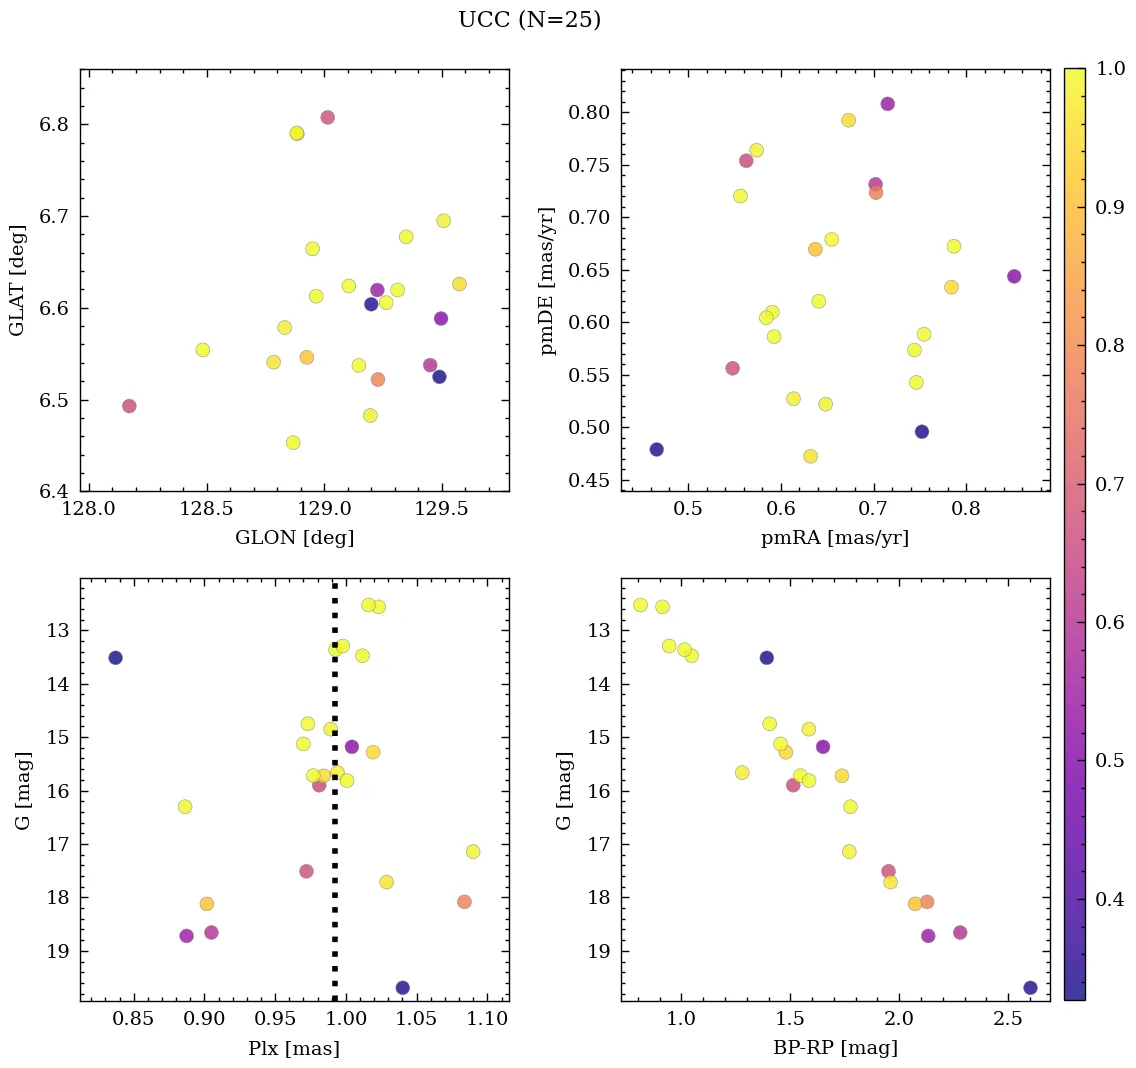 UCC (N=25)
6.8
6.7
6.6
6.5
6.4
GLAT [deg]
128.0 128.5 129.0 129.5
GLON [deg]
0.80
0.75
0.70
0.65
0.60
0.55
0.50
0.45
pmDE [mas/yr]
0.5 0.6 0.7 0.8
pmRA [mas/yr]
13
14
15
16
17
18
19
G [mag]
0.85 0.90 0.95 1.00 1.05 1.10
Plx [mas]
13
14
15
16
17
18
19
G [mag]
1.0 1.5 2.0 2.5
BP-RP [mag]
1.0
0.9
0.8
0.7
0.6
0.5
0.4